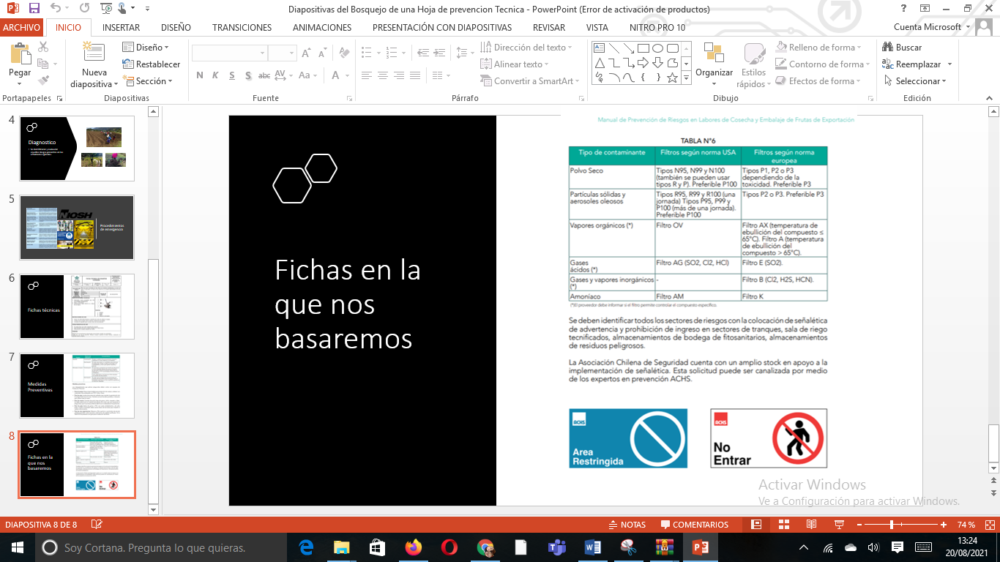 Diapositivas del Bosquejo de una Hoja de prevencion Tecnica - PowerPoint (Error de activación de productos)
ARCHIVO INICIO INSERTAR DISEÑO TRANSICIONES ANIMACIONES PRESENTACIÓN CON DIAPOSITIVAS REVISAR VISTA NITRO PRO 10 Cuenta Microsoft
Pegar
Nueva diapositiva
Diseño
Restablecer
Sección
N K S S abc AV Aa A
Dirección del texto
Alinear texto
Convertir a SmartArt
Organizar
Estilos rápidos
Relleno de forma
Contorno de forma
Efectos de forma
Buscar
Reemplazar
Seleccionar
Portapapeles Diapositivas Fuente Párrafo Dibujo Edición
4
Diagnostico
5
NIOSH
Procedimientos
de emergencia
6
Fichas técnicas
7
Medidas
Preventivas
8
Fichas en la
que nos
basaremos
Fichas en la
que nos
basaremos
Manual de Prevención de Riesgos en Labores de Cosecha y Embalaje de Frutas de Exportación
TABLA N°6
Tipo de contaminante Filtros según norma USA Filtros según norma
europea
Polvo Seco
Tipos N95, N99 y N100
(también se pueden usar
tipos R y P). Preferible P100
Tipos P1, P2 o P3
dependiendo de la
toxicidad. Preferible P3
Partículas sólidas y
aerosoles oleosos
Tipos R95, R99 y R100 (una
jornada) Tipos P95, P99 y
P100 (más de una jornada).
Preferible P100
Tipos P2 o P3. Preferible P3
Vapores orgánicos (*)
Filtro OV
Filtro AX (temperatura de
ebullición del compuesto ≤
65°C). Filtro A (temperatura
de ebullición del
compuesto > 65°C).
Gases
ácidos (*)
Filtro AG (SO2, Cl2, HCl)
Filtro E (SO2).
Gases y vapores inorgánicos
(*)
-
Filtro B (Cl2, H2S, HCN).
Amoníaco
Filtro AM
Filtro K
(*)El proveedor debe informar si el filtro permite controlar el compuesto específico.
Se deben identificar todos los sectores de riesgos con la colocación de señalética
de advertencia y prohibición de ingreso en sectores de tranques, sala de riego
tecnificados, almacenamientos de bodega de fitosanitarios, almacenamientos
de residuos peligrosos.
La Asociación Chilena de Seguridad cuenta con un amplio stock en apoyo a la
implementación de señalética. Esta solicitud puede ser canalizada por medio
de los expertos en prevención ACHS.
ACHS
Area
Restringida
ACHS
No
Entrar
Activar Windows
Ve a Configuración para activar Windows.
DIAPOSITIVA 8 DE 8 NOTAS COMENTARIOS 74 %
Soy Cortana. Pregunta lo que quieras.
13:24
20/08/2021